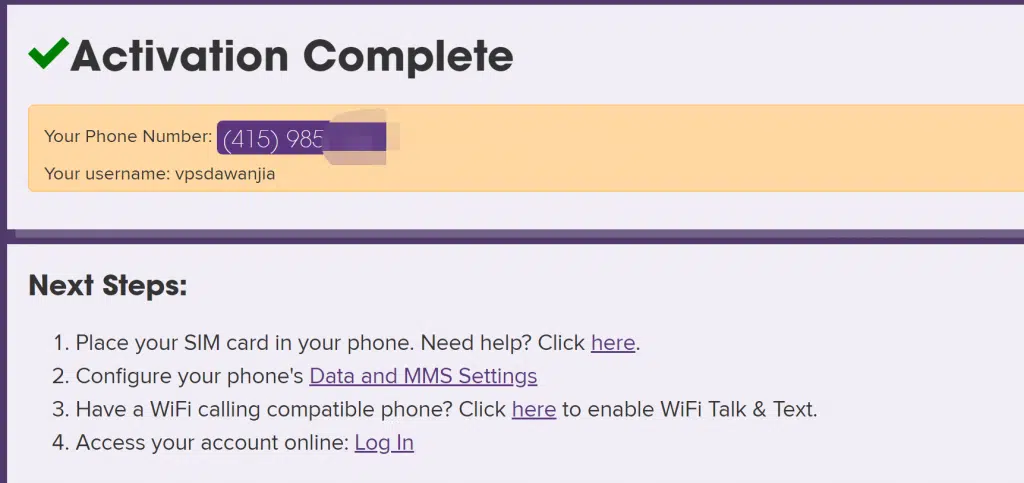 Activation Complete
Your Phone Number: (415) 985
Your username: vpsdawanjia
Next Steps:
1. Place your SIM card in your phone. Need help? Click here.
2. Configure your phone's Data and MMS Settings
3. Have a WiFi calling compatible phone? Click here to enable WiFi Talk & Text.
4. Access your account online: Log In